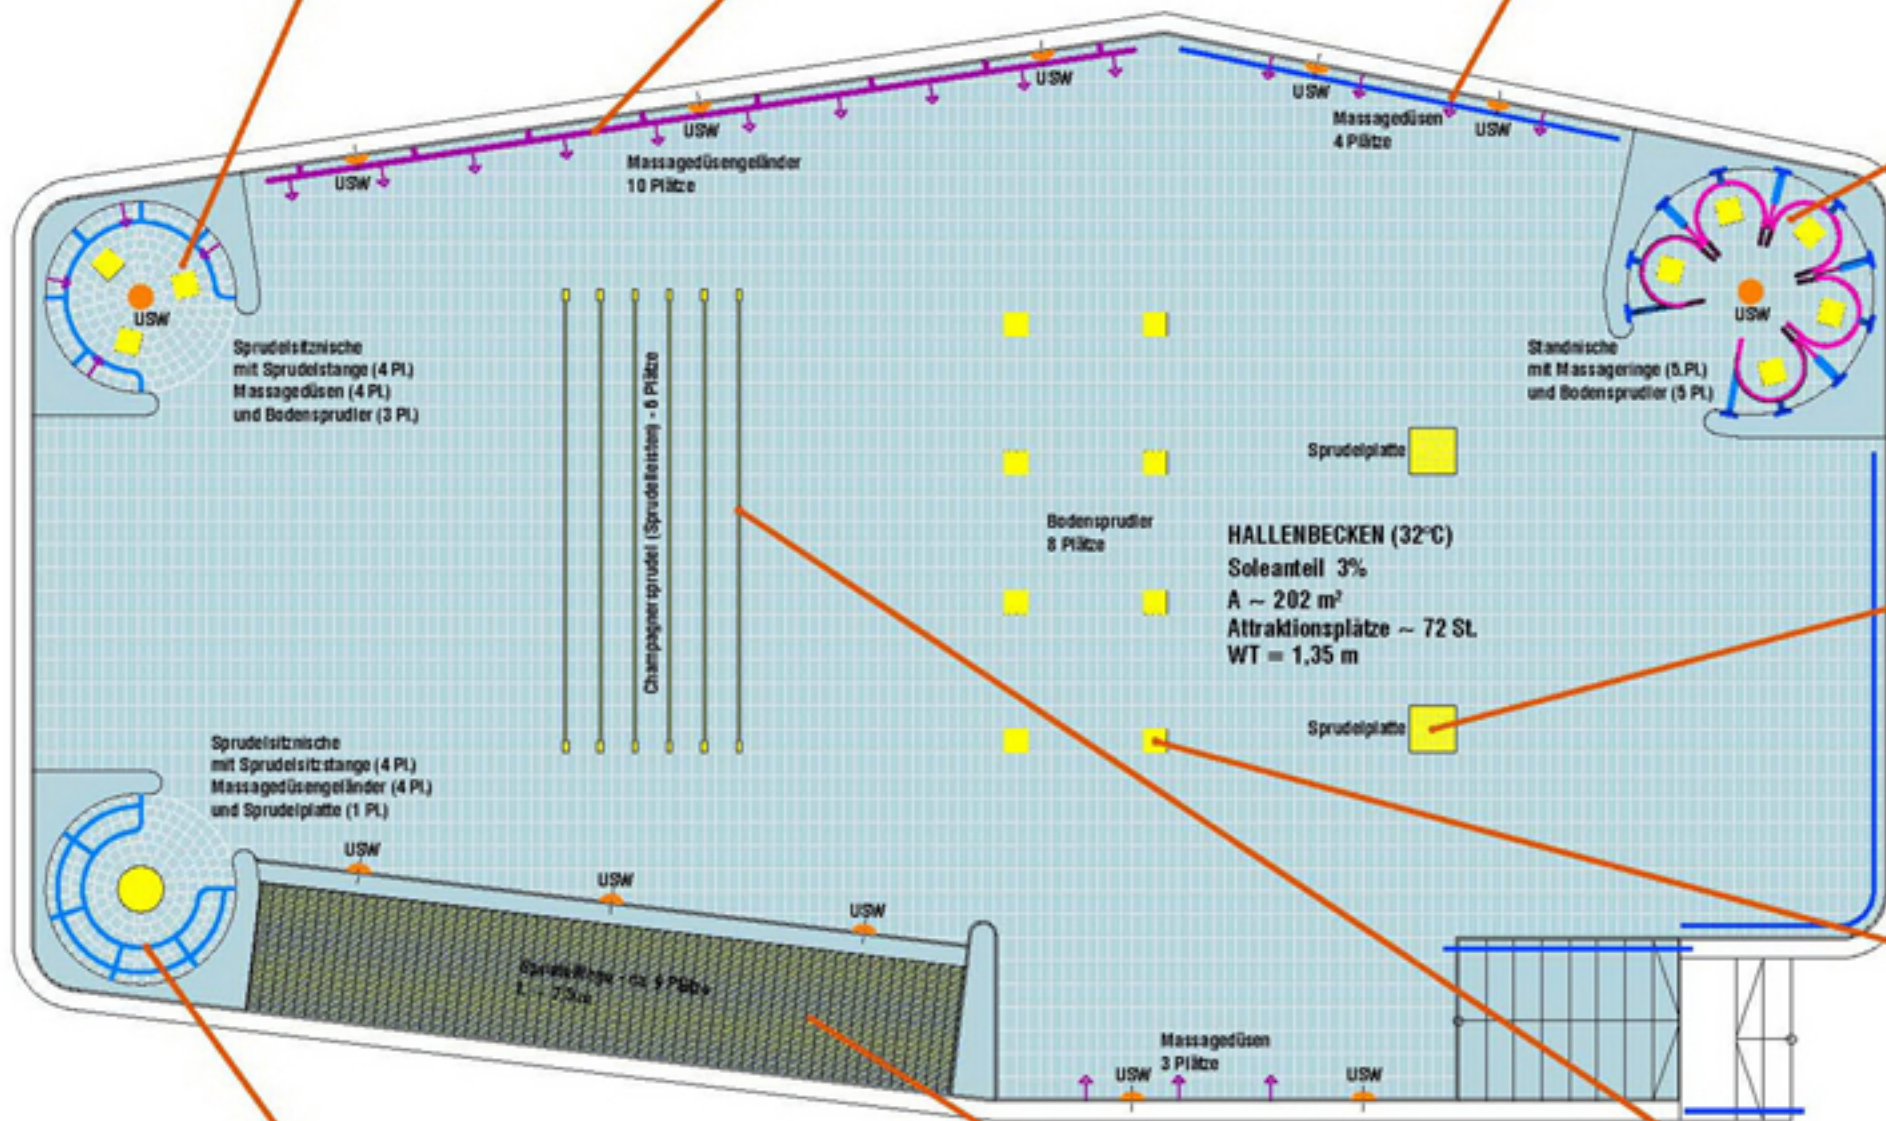 USW
USW
USW
Massagedüsengeländer
10 Plätze
USW
USW
Massagedüsen
4 Plätze
USW
Sprudelsitznische
mit Sprudelstange (4 Pl.)
Massagedüsen (4 Pl.)
und Bodensprudler (3 Pl.)
Champagnersprudel (Sprudelleisten) - 6 Plätze
USW
Standnische
mit Massageringe (5.Pl.)
und Bodensprudler (5 Pl.)
Sprudelplatte
Bodensprudler
8 Plätze
HALLENBECKEN (32°C)
Soleanteil 3%
A ~ 202 m²
Attraktionsplätze ~ 72 St.
WT = 1,35 m
Sprudelplatte
Sprudelsitznische
mit Sprudelsitzstange (4 Pl.)
Massagedüsengeländer (4 Pl.)
und Sprudelplatte (1 Pl.)
USW
USW
USW
ca. 9 Plätze
Massagedüsen
3 Plätze
USW
USW